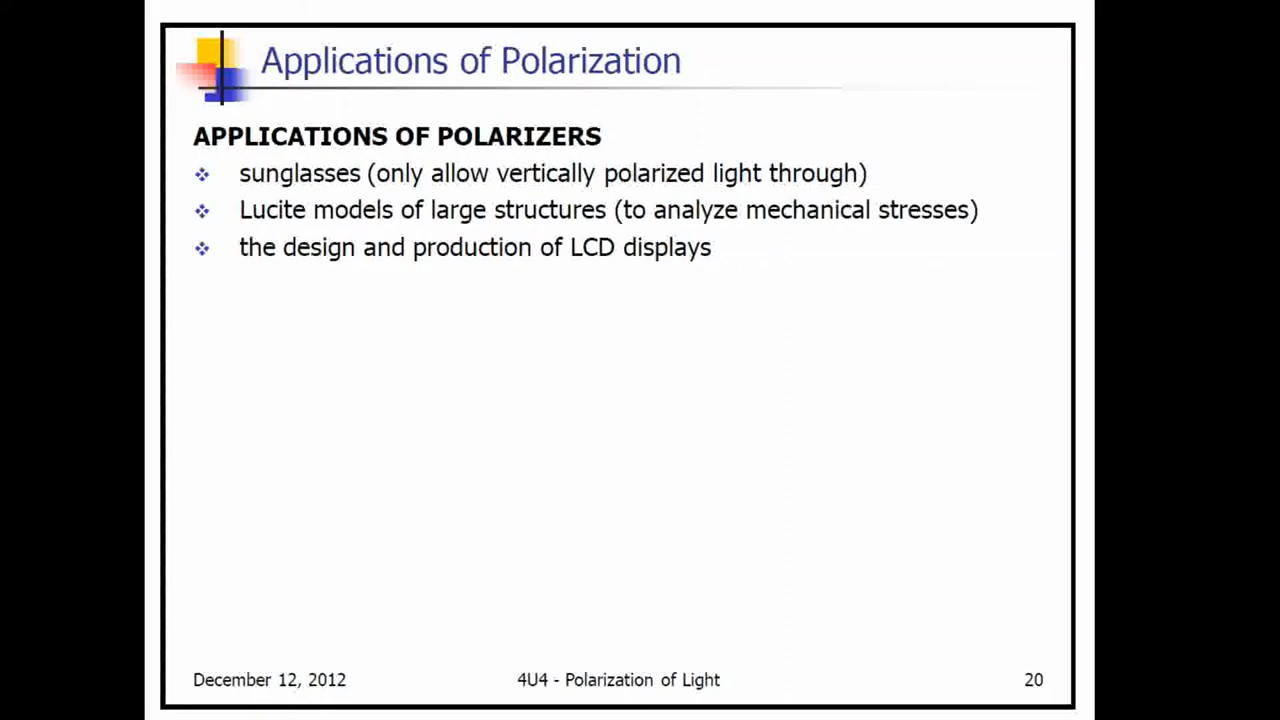 Applications of Polarization
APPLICATIONS OF POLARIZERS
sunglasses (only allow vertically polarized light through)
Lucite models of large structures (to analyze mechanical stresses)
the design and production of LCD displays
December 12, 2012
4U4 - Polarization of Light
20